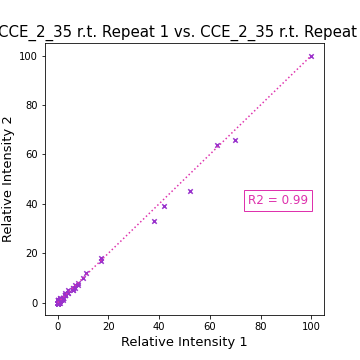 CCE_2_35 r.t. Repeat 1 vs. CCE_2_35 r.t. Repeat
100
80
60
40
20
0
Relative Intensity 2
R2 = 0.99
0 20 40 60 80 100
Relative Intensity 1